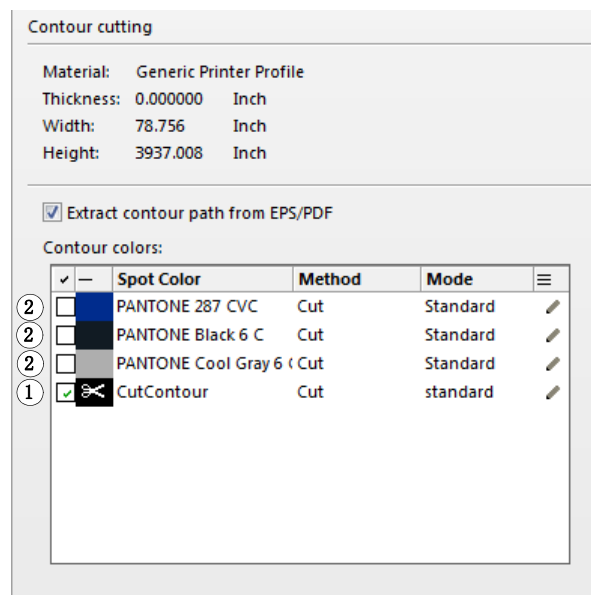 Contour cutting
Material: Generic Printer Profile
Thickness: 0.000000 Inch
Width: 78.756 Inch
Height: 3937.008 Inch
Extract contour path from EPS/PDF
Contour colors:
Spot Color Method Mode
② PANTONE 287 CVC Cut Standard
② PANTONE Black 6 C Cut Standard
② PANTONE Cool Gray 6 ( Cut Standard
① CutContour Cut standard